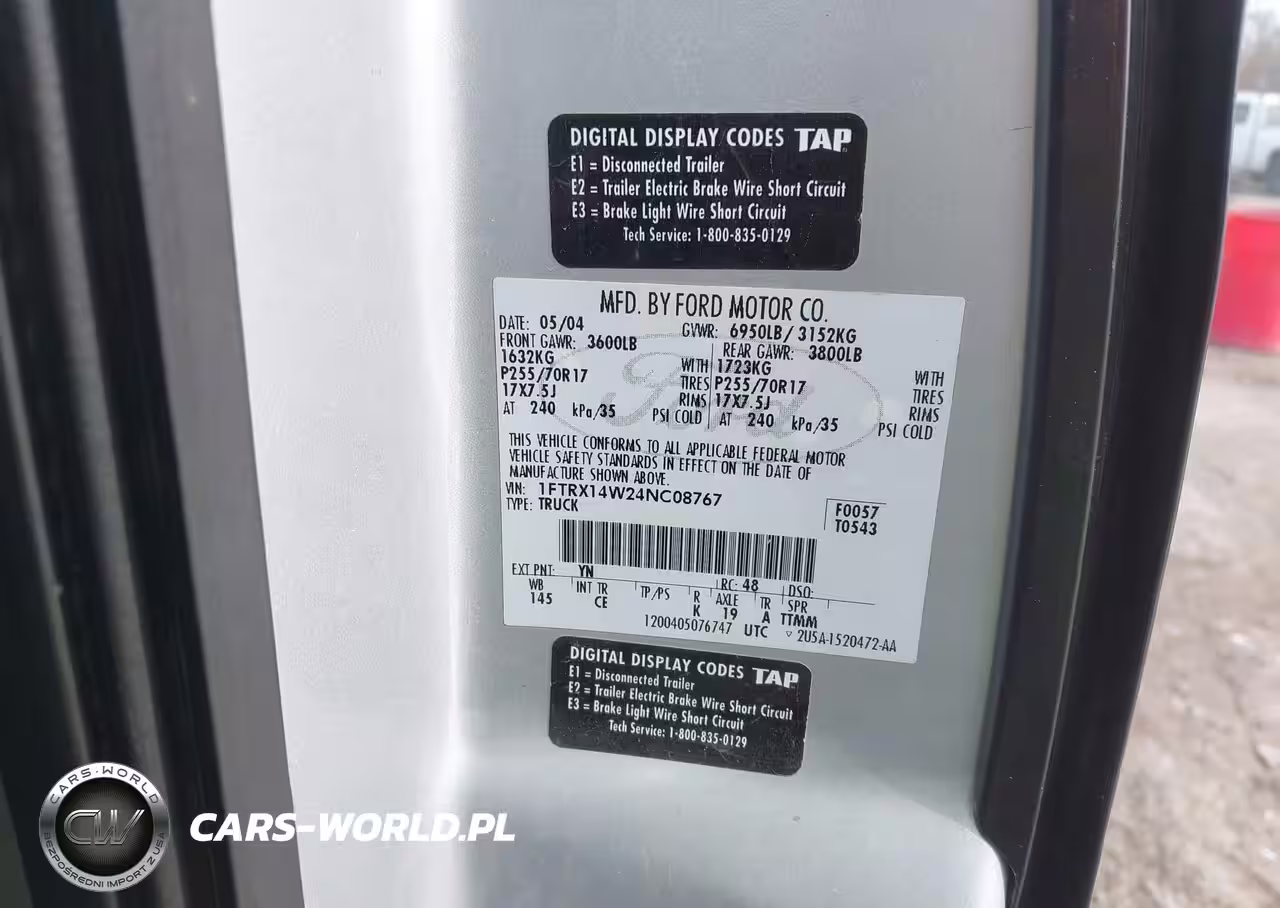 DIGITAL DISPLAY CODES TAP
E1 = Disconnected Trailer
E2 = Trailer Electric Brake Wire Short Circuit
E3 = Brake Light Wire Short Circuit
Tech Service: 1-800-835-0129
MFD. BY FORD MOTOR CO.
DATE: 05/04 GVWR: 6950LB/ 3152KG
FRONT GAWR: 3600LB REAR GAWR: 3800LB
1632KG WITH 1723KG WITH
P255/70R17 TIRES P255/70R17 TIRES
17X7.5J RIMS 17X7.5J RIMS
AT 240 kPa/35 PSI COLD AT 240 kPa/35 PSI COLD
Ford
THIS VEHICLE CONFORMS TO ALL APPLICABLE FEDERAL MOTOR
VEHICLE SAFETY STANDARDS IN EFFECT ON THE DATE OF
MANUFACTURE SHOWN ABOVE.
VIN: 1FTRX14W24NC08767
TYPE: TRUCK
F0057
T0543
EXT PNT: YN RC: 48 DSO:
WB INT TR TP/PS R AXLE TR SPR
145 CE K 19 A TTMM
1200405076747 UTC ▽ 2U5A-1520472-AA
DIGITAL DISPLAY CODES TAP
E1 = Disconnected Trailer
E2 = Trailer Electric Brake Wire Short Circuit
E3 = Brake Light Wire Short Circuit
Tech Service: 1-800-835-0129
CARS-WORLD
CW
BEZPOŚREDNI IMPORT Z USA
CARS-WORLD.PL